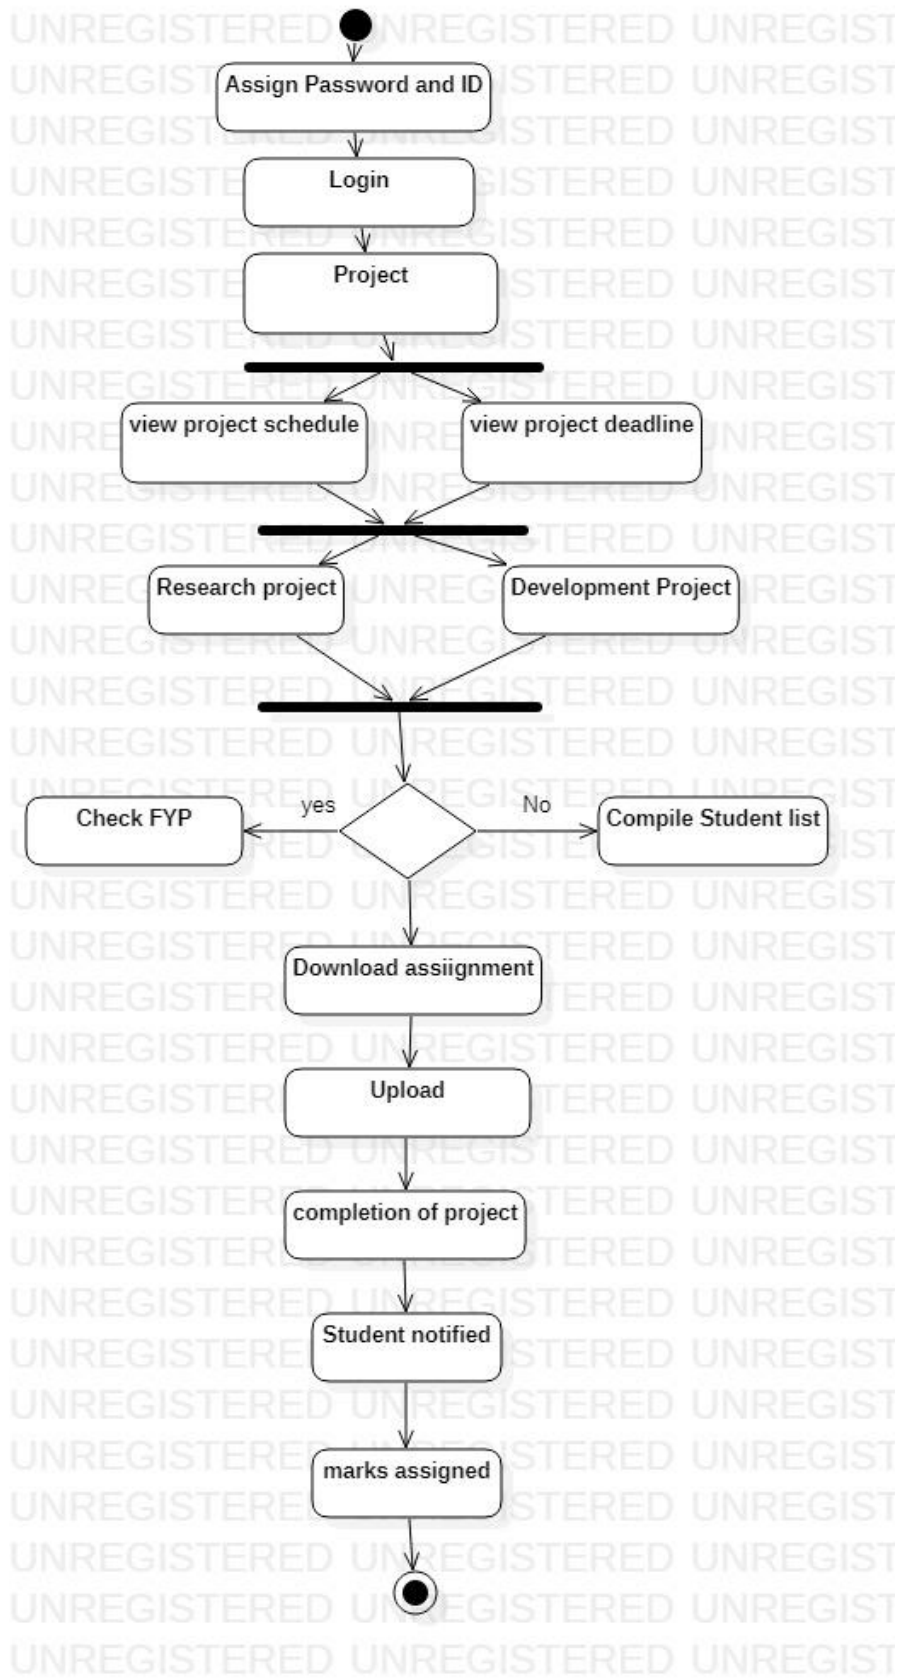 Assign Password and ID
Login
Project
view project schedule
view project deadline
Research project
Development Project
yes
No
Check FYP
Compile Student list
Download assiignment
Upload
completion of project
Student notified
marks assigned
UNREGISTERED